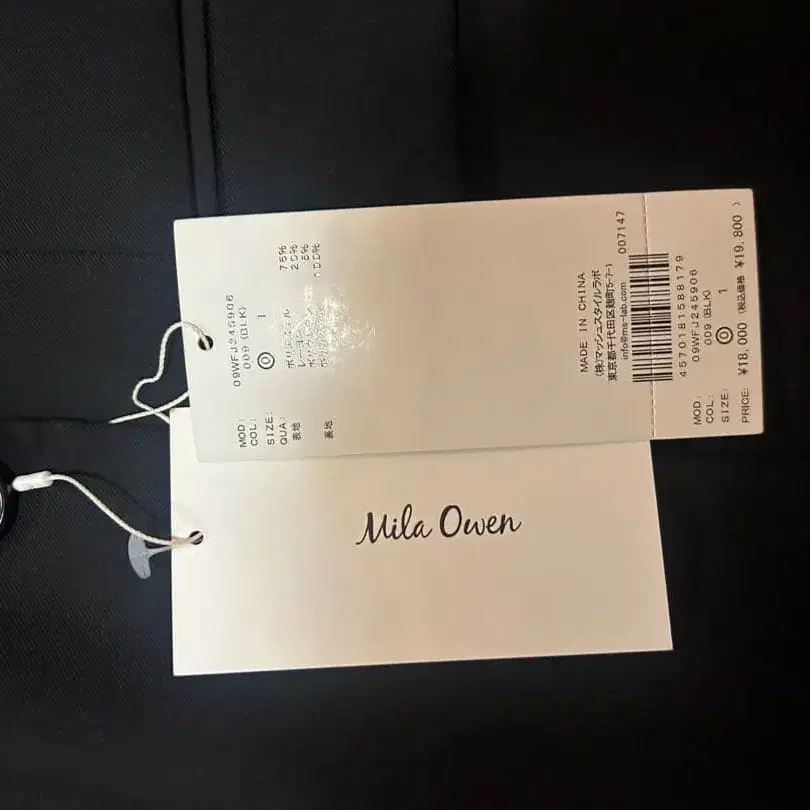 MOD: 09WFJ245906
COL: 009 (BLK)
SIZE: 0 1
QUA:
表地 ポリエステル 75%
レーヨン 20%
5%
裏地 100%
MADE IN CHINA
(株)マッシュスタイルラボ
東京都千代田区麹町5-7-1
info@ms-lab.com 007147
4570181588179
MOD: 09WFJ245906
COL: 009 (BLK)
SIZE: 0 1
PRICE: ¥18,000 (税込価格 ¥19,800 )
Mila Owen